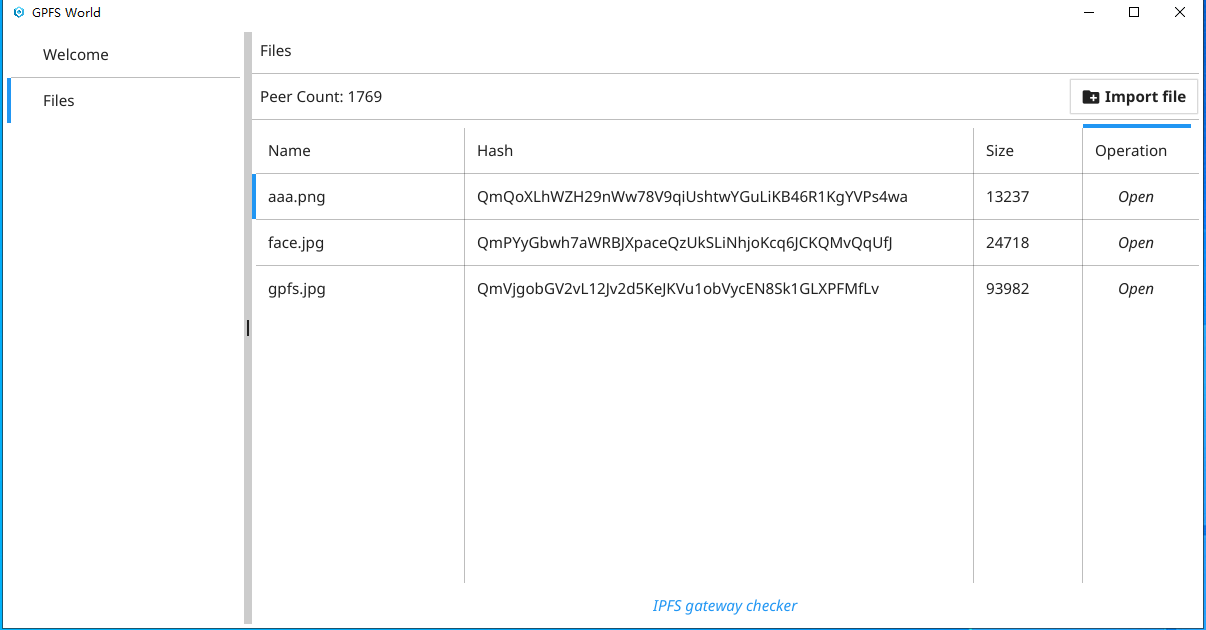 GPFS World
Welcome
Files
Files
Peer Count: 1769
Import file
Name Hash Size Operation
aaa.png QmQoXLhWZH29nWw78V9qiUshtwYGuLiKB46R1KgYVPs4wa 13237 Open
face.jpg QmPYyGbwh7aWRBJXpaceQzUkSLiNhjoKcq6JCKQMvQqUfJ 24718 Open
gpfs.jpg QmVjgobGV2vL12Jv2d5KeJKVu1obVycEN8Sk1GLXPFMfLv 93982 Open
IPFS gateway checker